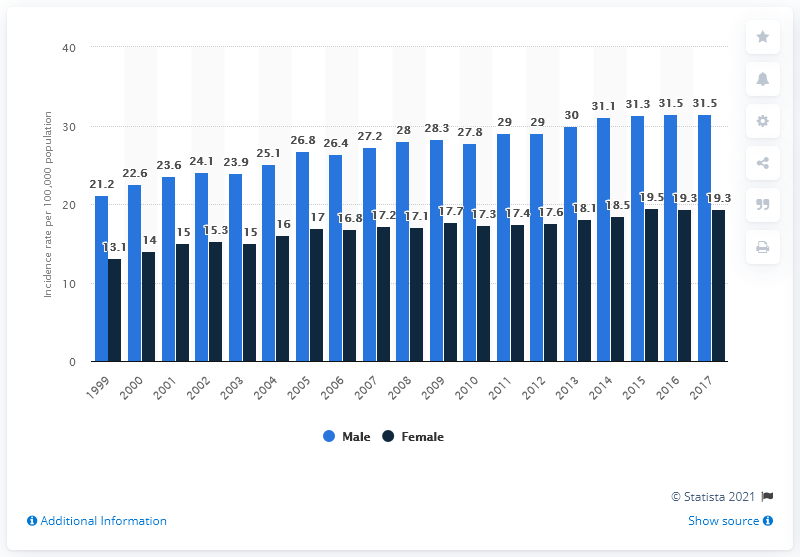 40
30
20
10
0
Incidence rate per 100,000 population
21.2 22.6 23.6 24.1 23.9 25.1 26.8 26.4 27.2 28 28.3 27.8 29 29 30 31.1 31.3 31.5 31.5
13.1 14 15 15.3 15 16 17 16.8 17.2 17.1 17.7 17.3 17.4 17.6 18.1 18.5 19.5 19.3 19.3
1999 2000 2001 2002 2003 2004 2005 2006 2007 2008 2009 2010 2011 2012 2013 2014 2015 2016 2017
Male Female
© Statista 2021
Additional Information Show source